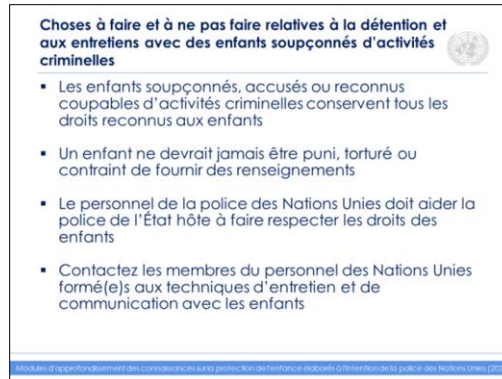 Choses à faire et à ne pas faire relatives à la détention et
aux entretiens avec des enfants soupçonnés d'activités
criminelles
▪ Les enfants soupçonnés, accusés ou reconnus
coupables d'activités criminelles conservent tous les
droits reconnus aux enfants
▪ Un enfant ne devrait jamais être puni, torturé ou
contraint de fournir des renseignements
▪ Le personnel de la police des Nations Unies doit aider la
police de l'État hôte à faire respecter les droits des
enfants
▪ Contactez les membres du personnel des Nations Unies
formé(e)s aux techniques d'entretien et de
communication avec les enfants
Modules d'approfondissement des connaissances sur la protection de l'enfance élaborés à l'intention de la police des Nations Unies (20